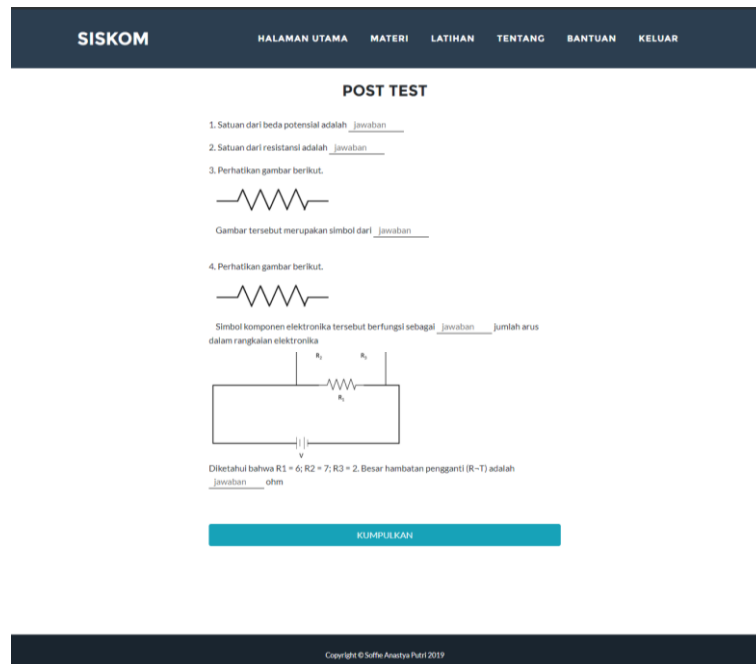 SISKOM HALAMAN UTAMA MATERI LATIHAN TENTANG BANTUAN KELUAR
POST TEST
1. Satuan dari beda potensial adalah jawaban
2. Satuan dari resistansi adalah jawaban
3. Perhatikan gambar berikut.
Gambar tersebut merupakan simbol dari jawaban
4. Perhatikan gambar berikut.
Simbol komponen elektronika tersebut berfungsi sebagai jawaban jumlah arus
dalam rangkaian elektronika
V
Diketahui bahwa R1 = 6; R2 = 7; R3 = 2. Besar hambatan pengganti (R~T) adalah
jawaban ohm
KUMPULKAN
Copyright © Soffie Anastya Putri 2019